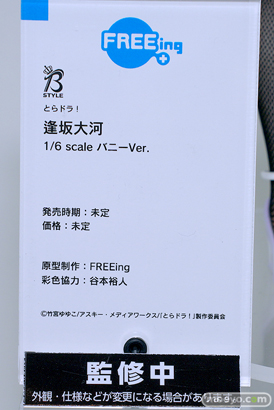 FREEing
B
STYLE
とらドラ！
逢坂大河
1/6 scale バニーVer.
発売時期：未定
価格：未定
原型制作：FREEing
彩色協力：谷本裕人
©竹宮ゆゆこ/アスキー・メディアワークス/「とらドラ！」製作委員会
監修中
外観・仕様などが変更になる場合があ